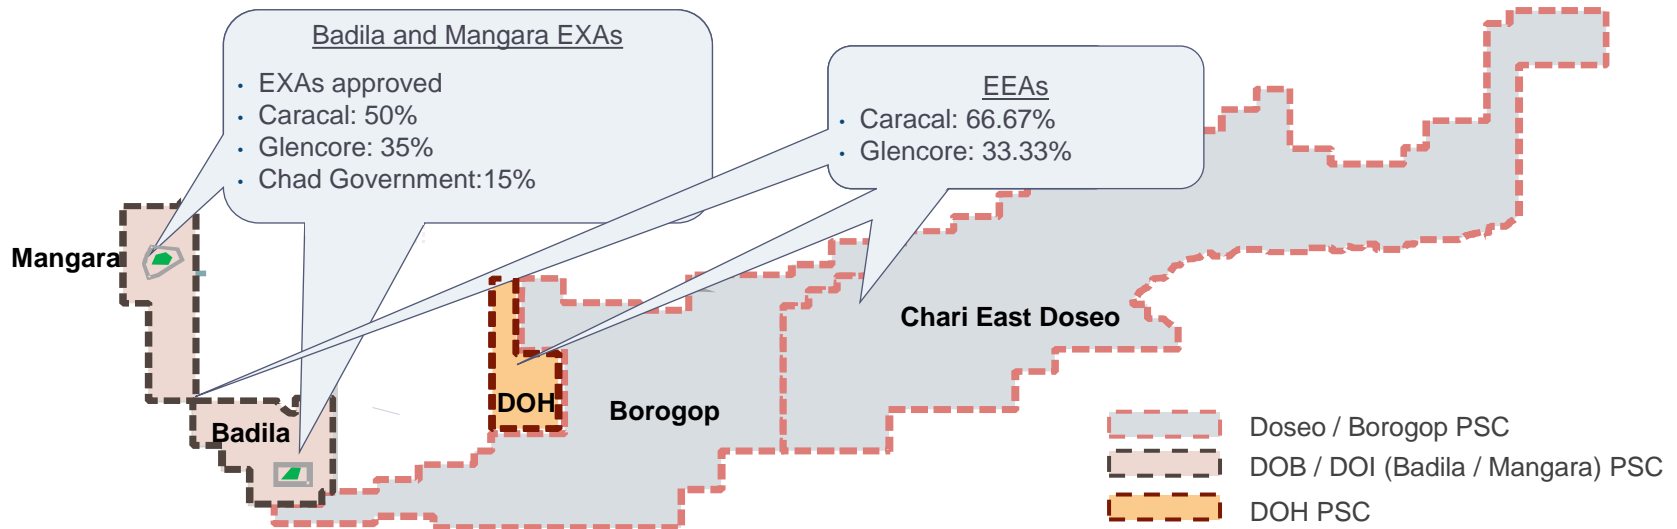 Badila and Mangara EXAs
• EXAs approved
• Caracal: 50%
• Glencore: 35%
• Chad Government:15%
EEAs
• Caracal: 66.67%
• Glencore: 33.33%
Mangara
Badila
DOH
Borogop
Chari East Doseo
Doseo / Borogop PSC
DOB / DOI (Badila / Mangara) PSC
DOH PSC